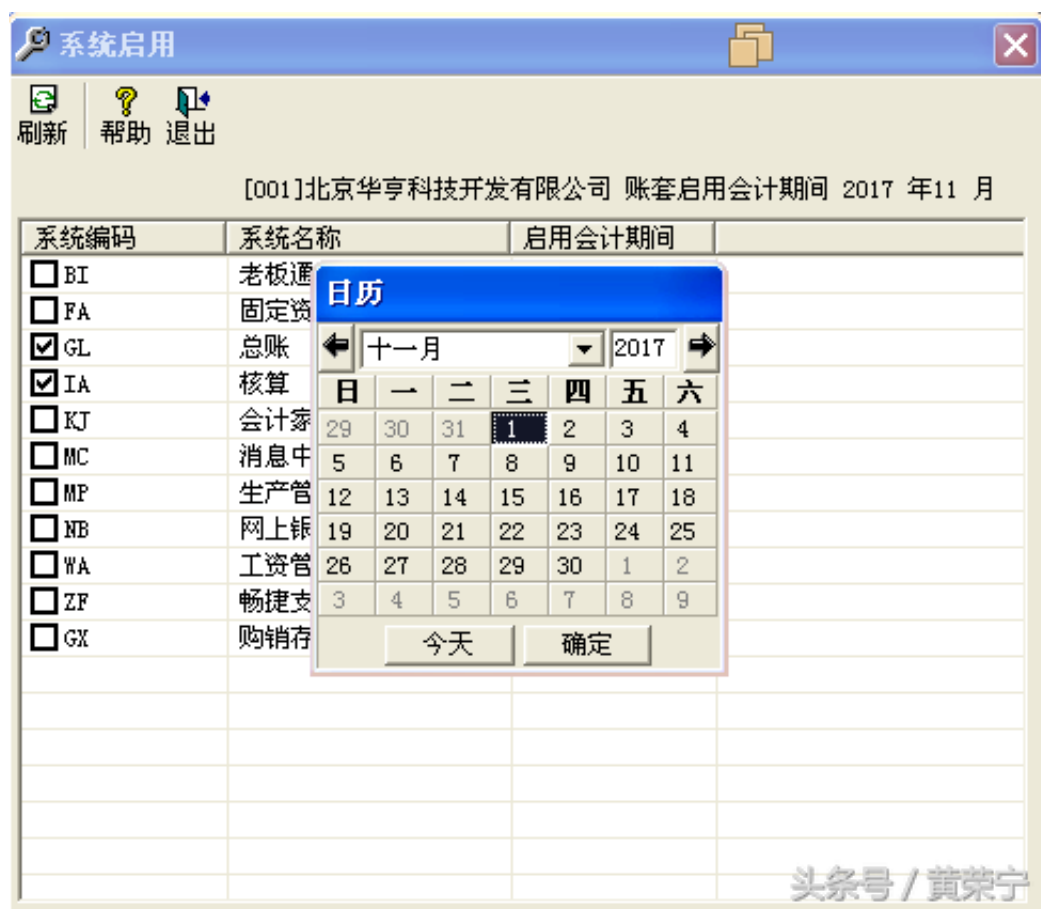 系统启用
刷新 帮助 退出
[001]北京华亨科技开发有限公司 账套启用会计期间 2017 年11 月
系统编码 系统名称 启用会计期间
BI 老板通
FA 固定资
GL 总账
IA 核算
KJ 会计家
MC 消息中
MP 生产管
NB 网上银
WA 工资管
ZF 畅捷支
GX 购销存
日历
十一月 2017
日 一 二 三 四 五 六
29 30 31 1 2 3 4
5 6 7 8 9 10 11
12 13 14 15 16 17 18
19 20 21 22 23 24 25
26 27 28 29 30 1 2
3 4 5 6 7 8 9
今天 确定
头条号 / 黄荣宁